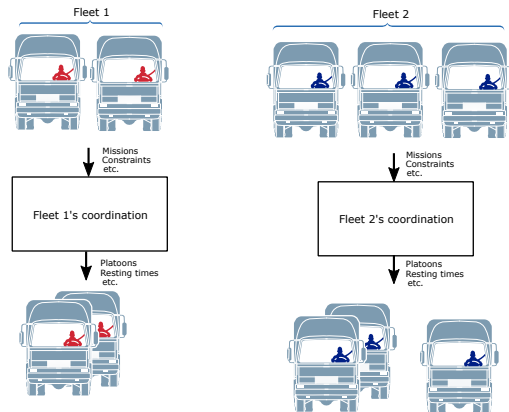 Fleet 1
Fleet 2
Missions
Constraints
etc.
Missions
Constraints
etc.
Fleet 1's coordination
Fleet 2's coordination
Platoons
Resting times
etc.
Platoons
Resting times
etc.